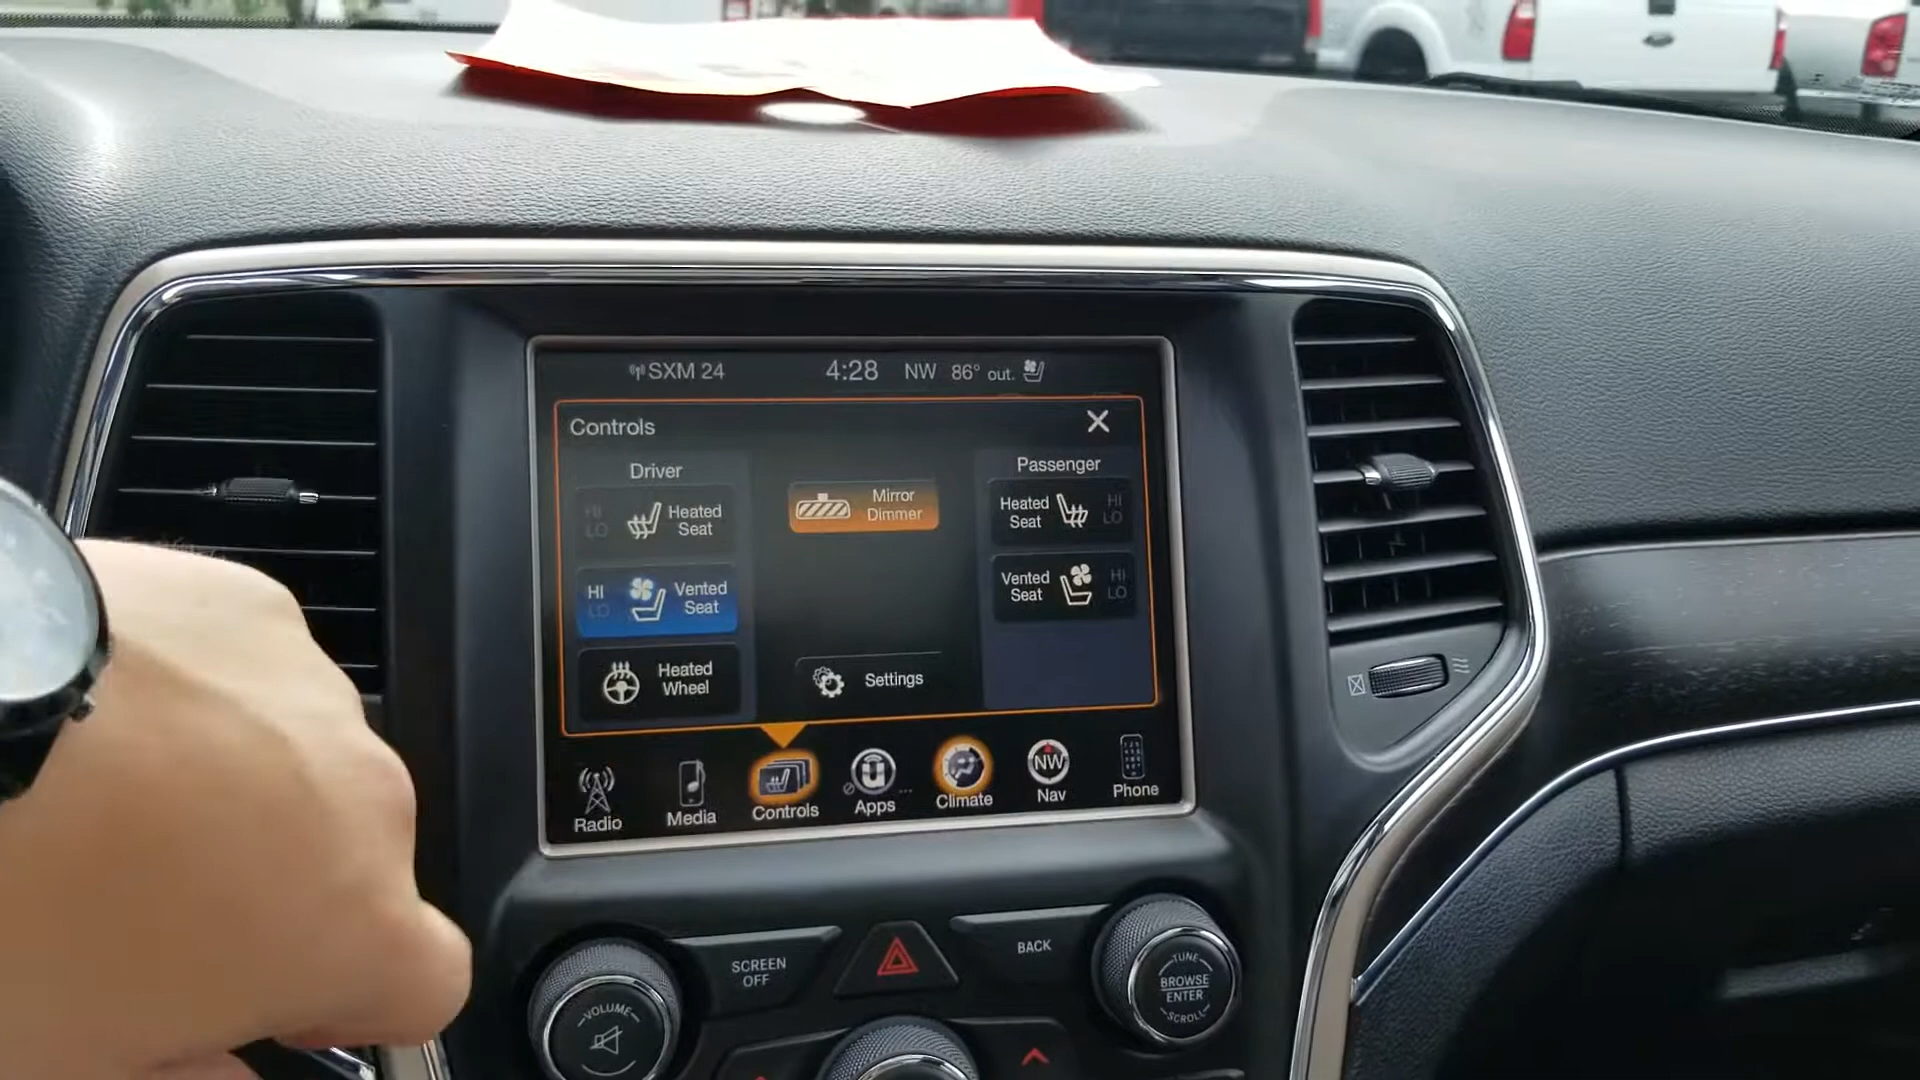 SXM 24 4:28 NW 86° out.
Controls
Driver
Passenger
HI
LO
Heated
Seat
Mirror
Dimmer
Heated
Seat
HI
LO
HI
LO
Vented
Seat
Vented
Seat
HI
LO
Heated
Wheel
Settings
NW
Radio
Media
Controls
Apps
Climate
Nav
Phone
SCREEN
OFF
BACK
VOLUME
TUNE
BROWSE
ENTER
SCROLL